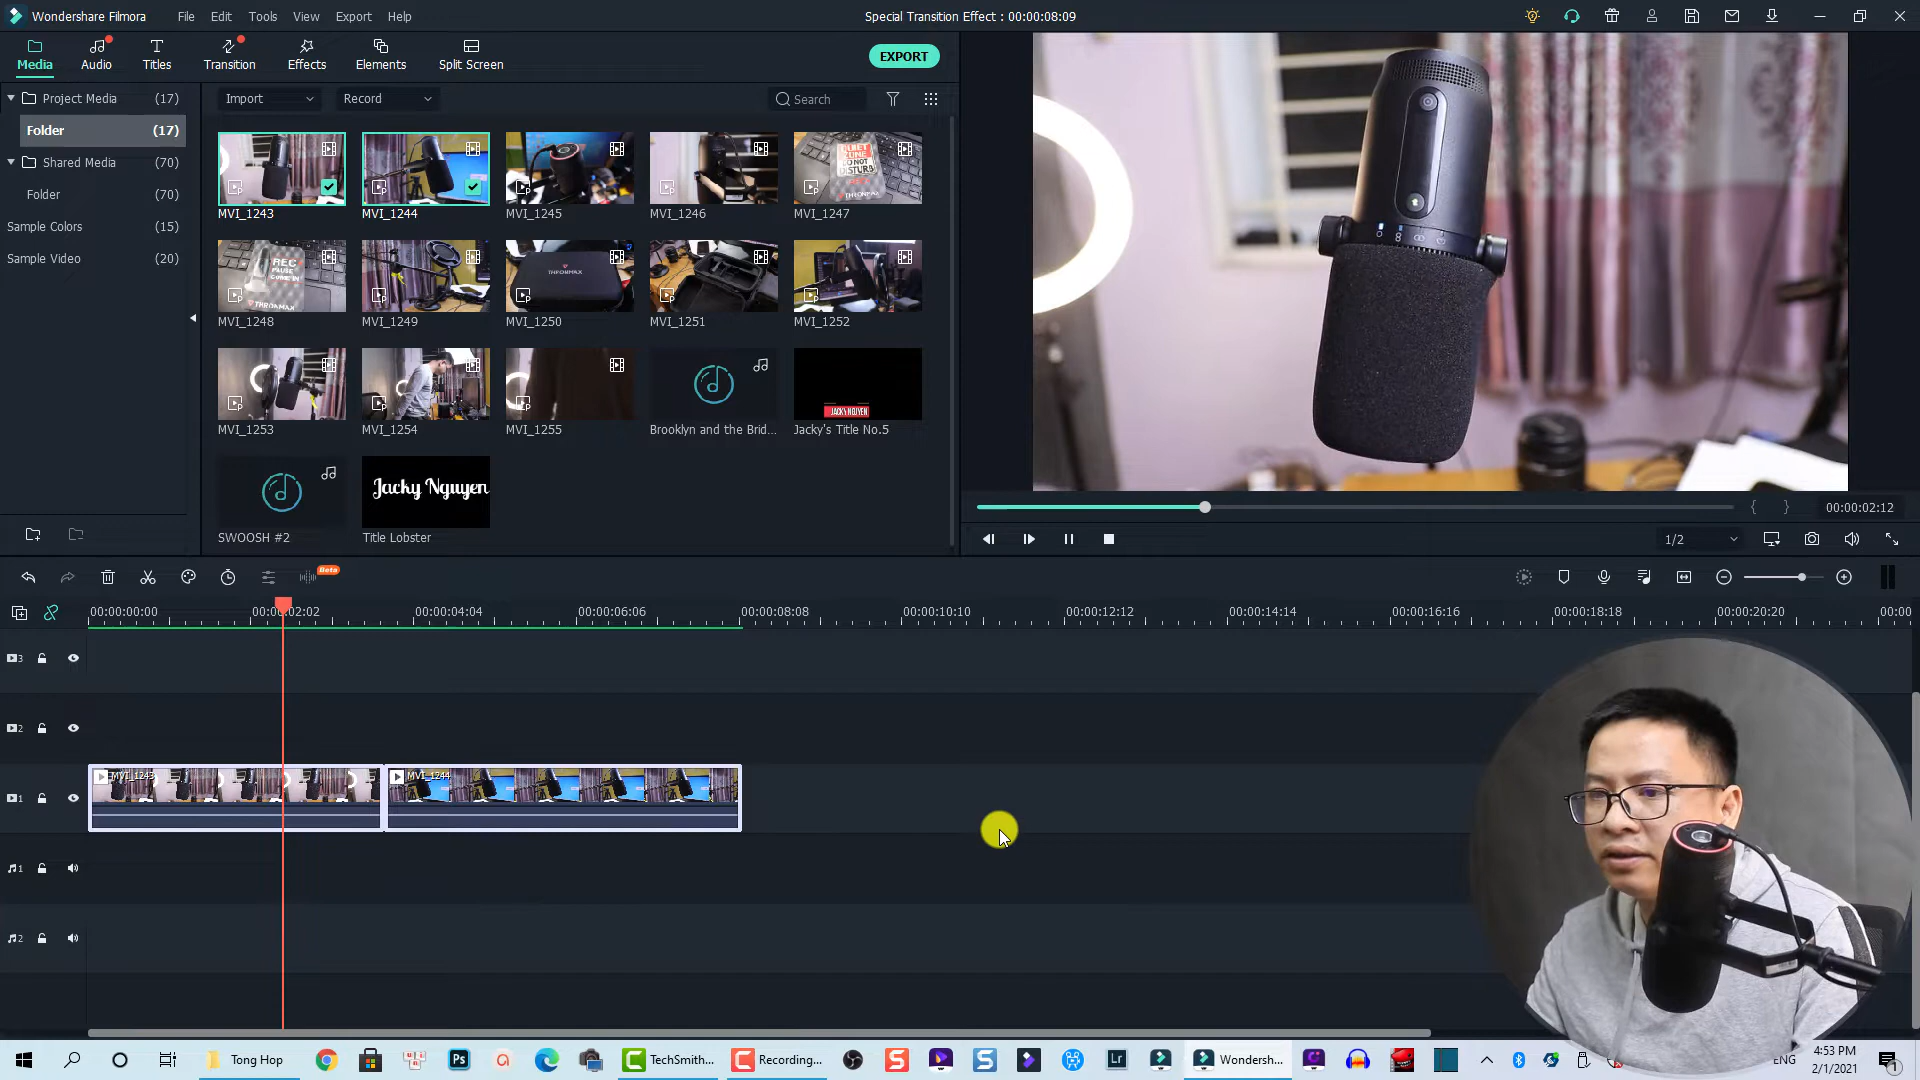 Wondershare Filmora
File
Edit
Tools
View
Export
Help
Special Transition Effect : 00:00:08:09
Media
Audio
Titles
Transition
Effects
Elements
Split Screen
EXPORT
Project Media (17)
Folder (17)
Shared Media (70)
Folder (70)
Sample Colors (15)
Sample Video (20)
Import
Record
Search
MVI_1243
MVI_1244
MVI_1245
MVI_1246
MVI_1247
MVI_1248
MVI_1249
MVI_1250
MVI_1251
MVI_1252
MVI_1253
MVI_1254
MVI_1255
Brooklyn and the Brid...
JACKY NGUYEN
Jacky's Title No.5
SWOOSH #2
Jacky Nguyen
Title Lobster
00:00:02:12
1/2
Beta
00:00:00:00
00:00:02:02
00:00:04:04
00:00:06:06
00:00:08:08
00:00:10:10
00:00:12:12
00:00:14:14
00:00:16:16
00:00:18:18
00:00:20:20
00:00
3
2
1
MVI_1243
MVI_1244
1
2
Tong Hop
TechSmith...
Recording...
Lr
Ps
Wondersh...
ENG
4:53 PM
2/1/2021
1